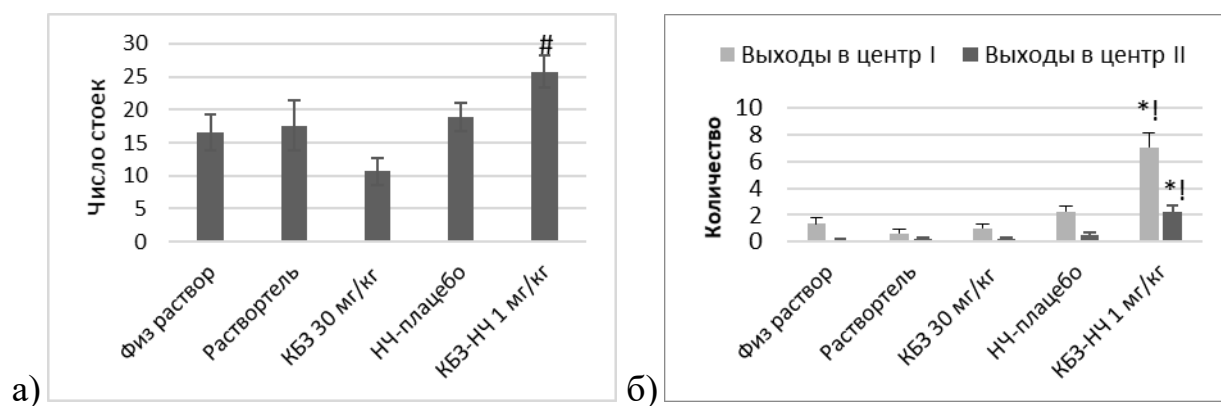 а)
Число стоек
30
25
20
15
10
5
0
#
Физ раствор
Раствортель
КБЗ 30 мг/кг
НЧ-плацебо
КБЗ-НЧ 1 мг/кг
б)
Выходы в центр I
Выходы в центр II
Количество
10
8
6
4
2
0
*!
*!
Физ раствор
Раствортель
КБЗ 30 мг/кг
НЧ-плацебо
КБЗ-НЧ 1 мг/кг